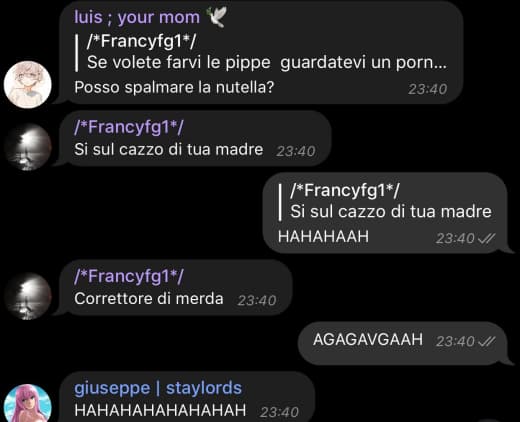 luis ; your mom 🕊
/*Francyfg1*/
Se volete farvi le pippe guardatevi un porn...
Posso spalmare la nutella? 23:40
/*Francyfg1*/
Si sul cazzo di tua madre 23:40
/*Francyfg1*/
Si sul cazzo di tua madre
HAHAHAAH 23:40
/*Francyfg1*/
Correttore di merda 23:40
AGAGAVGAAH 23:40
giuseppe | staylords
HAHAHAHAHAHAHAH 23:40